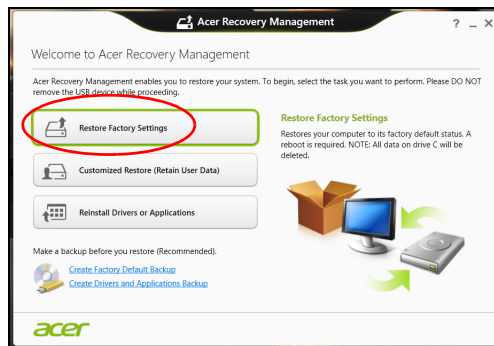 Acer Recovery Management
? _ X
Welcome to Acer Recovery Management
Acer Recovery Management enables you to restore your system. To begin, select the task you want to perform. Please DO NOT
remove the USB device while proceeding.
Restore Factory Settings
Customized Restore (Retain User Data)
Reinstall Drivers or Applications
Restore Factory Settings
Restores your computer to its factory default status. A
reboot is required. NOTE: All data on drive C will be
deleted.
Make a backup before you restore (Recommended).
Create Factory Default Backup
Create Drivers and Applications Backup
acer